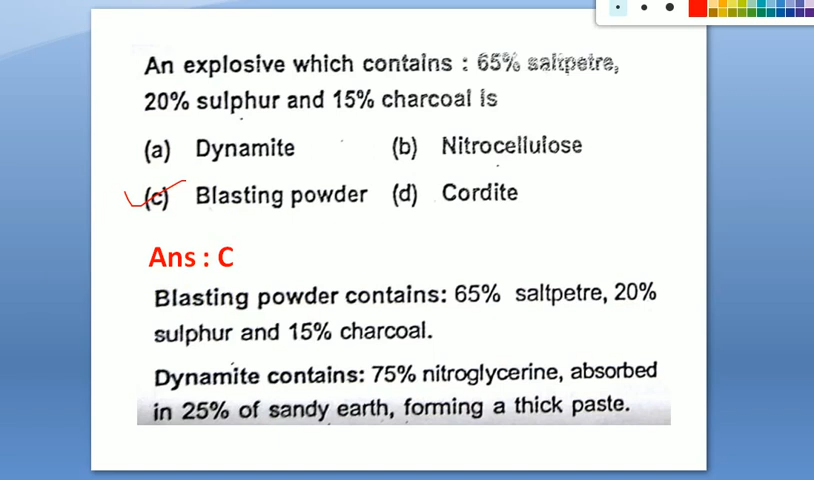 An explosive which contains : 65% saltpetre,
20% sulphur and 15% charcoal is
(a) Dynamite (b) Nitrocellulose
(c) Blasting powder (d) Cordite
Ans : C
Blasting powder contains: 65% saltpetre, 20%
sulphur and 15% charcoal.
Dynamite contains: 75% nitroglycerine, absorbed
in 25% of sandy earth, forming a thick paste.